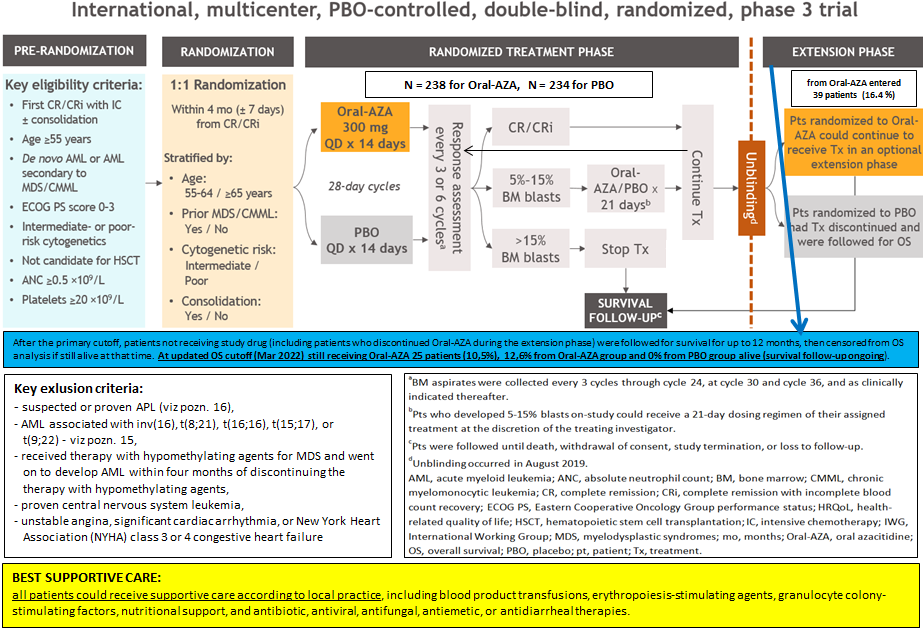 International, multicenter, PBO-controlled, double-blind, randomized, phase 3 trial
PRE-RANDOMIZATION
RANDOMIZATION
RANDOMIZED TREATMENT PHASE
EXTENSION PHASE
Key eligibility criteria:
• First CR/CRi with IC
± consolidation
• Age ≥55 years
• De novo AML or AML
secondary to
MDS/CMML
• ECOG PS score 0-3
• Intermediate- or poor-
risk cytogenetics
• Not candidate for HSCT
• ANC ≥0.5 ×10⁹/L
• Platelets ≥20 ×10⁹/L
1:1 Randomization
Within 4 mo (± 7 days)
from CR/CRi
Stratified by:
• Age:
55-64 / ≥65 years
• Prior MDS/CMML:
Yes / No
• Cytogenetic risk:
Intermediate /
Poor
• Consolidation:
Yes / No
N = 238 for Oral-AZA, N = 234 for PBO
Oral-AZA
300 mg
QD x 14 days
28-day cycles
PBO
QD x 14 days
Response assessment
every 3 or 6 cyclesᵃ
CR/CRi
5%-15%
BM blasts
Oral-
AZA/PBO x
21 daysᵇ
>15%
BM blasts
Stop Tx
Continue Tx
SURVIVAL
FOLLOW-UPᶜ
Unblindingᵈ
from Oral-AZA entered
39 patients (16.4 %)
Pts randomized to Oral-
AZA could continue to
receive Tx in an optional
extension phase
Pts randomized to PBO
had Tx discontinued and
were followed for OS
After the primary cutoff, patients not receiving study drug (including patients who discontinued Oral-AZA during the extension phase) were followed for survival for up to 12 months, then censored from OS
analysis if still alive at that time. At updated OS cutoff (Mar 2022) still receiving Oral-AZA 25 patients (10,5%), 12,6% from Oral-AZA group and 0% from PBO group alive (survival follow-up ongoing).
Key exlusion criteria:
- suspected or proven APL (viz pozn. 16),
- AML associated with inv(16), t(8;21), t(16;16), t(15;17), or
t(9;22) - viz pozn. 15,
- received therapy with hypomethylating agents for MDS and went
on to develop AML within four months of discontinuing the
therapy with hypomethylating agents,
- proven central nervous system leukemia,
- unstable angina, significant cardiac arrhythmia, or New York Heart
Association (NYHA) class 3 or 4 congestive heart failure
ᵃBM aspirates were collected every 3 cycles through cycle 24, at cycle 30 and cycle 36, and as clinically
indicated thereafter.
ᵇPts who developed 5-15% blasts on-study could receive a 21-day dosing regimen of their assigned
treatment at the discretion of the treating investigator.
ᶜPts were followed until death, withdrawal of consent, study termination, or loss to follow-up.
ᵈUnblinding occurred in August 2019.
AML, acute myeloid leukemia; ANC, absolute neutrophil count; BM, bone marrow; CMML, chronic
myelomonocytic leukemia; CR, complete remission; CRi, complete remission with incomplete blood
count recovery; ECOG PS, Eastern Cooperative Oncology Group performance status; HRQoL, health-
related quality of life; HSCT, hematopoietic stem cell transplantation; IC, intensive chemotherapy; IWG,
International Working Group; MDS, myelodysplastic syndromes; mo, months; Oral-AZA, oral azacitidine;
OS, overall survival; PBO, placebo; pt, patient; Tx, treatment.
BEST SUPPORTIVE CARE:
all patients could receive supportive care according to local practice, including blood product transfusions, erythropoiesis-stimulating agents, granulocyte colony-
stimulating factors, nutritional support, and antibiotic, antiviral, antifungal, antiemetic, or antidiarrheal therapies.